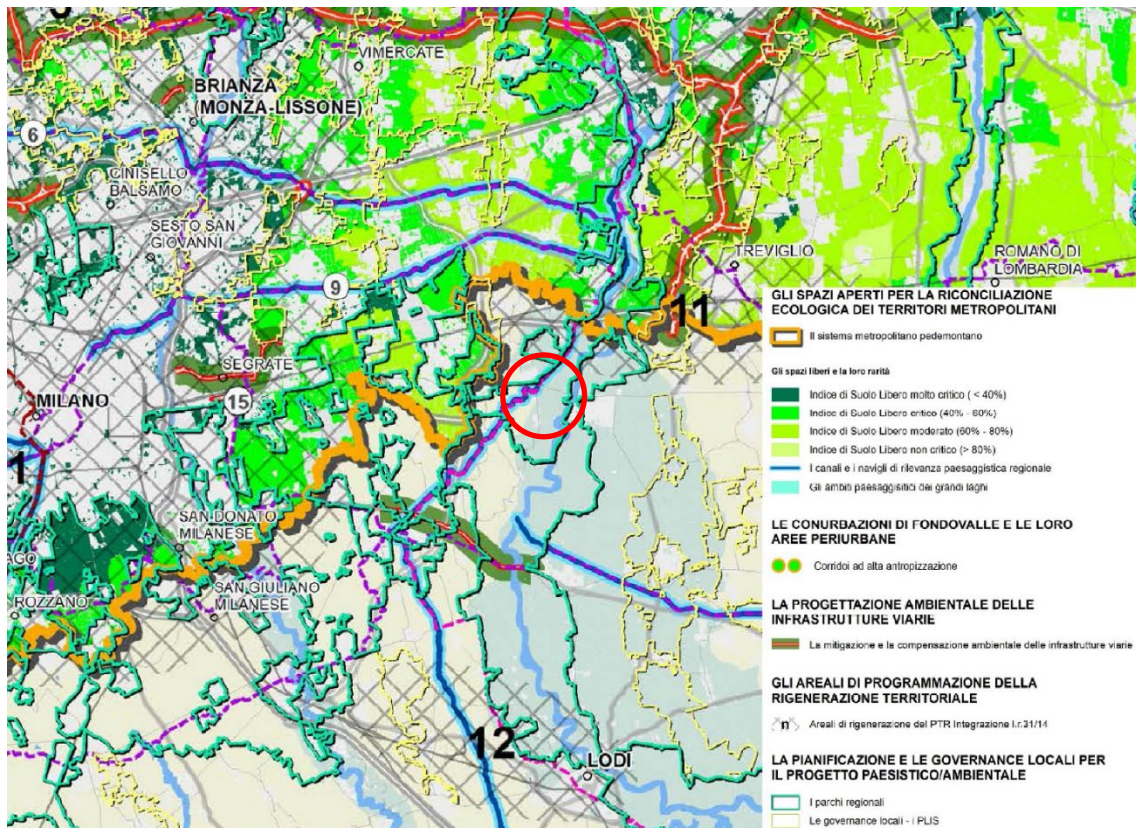 VIMERCATE
BRIANZA
(MONZA-LISSONE)
6
CINISELLO
BALSAMO
SESTO SAN
GIOVANNI
TREVIGLIO
ROMANO DI
LOMBARDIA
9
11
SEGRATE
15
MILANO
1
SAN DONATO
MILANESE
ROZZANO
SAN GIULIANO
MILANESE
12
LODI
GLI SPAZI APERTI PER LA RICONCILIAZIONE
ECOLOGICA DEI TERRITORI METROPOLITANI
Il sistema metropolitano pedemontano
Gli spazi liberi e la loro rarità
Indice di Suolo Libero molto critico ( < 40%)
Indice di Suolo Libero critico (40% - 60%)
Indice di Suolo Libero moderato (60% - 80%)
Indice di Suolo Libero non critico (> 80%)
I canali e i navigli di rilevanza paesaggistica regionale
Gli ambiti paesaggisitici dei grandi laghi
LE CONURBAZIONI DI FONDOVALLE E LE LORO
AREE PERIURBANE
Corridoi ad alta antropizzazione
LA PROGETTAZIONE AMBIENTALE DELLE
INFRASTRUTTURE VIARIE
La mitigazione e la compensazione ambientale delle infrastrutture viarie
GLI AREALI DI PROGRAMMAZIONE DELLA
RIGENERAZIONE TERRITORIALE
n Areali di rigenerazione del PTR Integrazione l.r.31/14
LA PIANIFICAZIONE E LE GOVERNANCE LOCALI PER
IL PROGETTO PAESISTICO/AMBIENTALE
I parchi regionali
Le governance locali - i PLIS